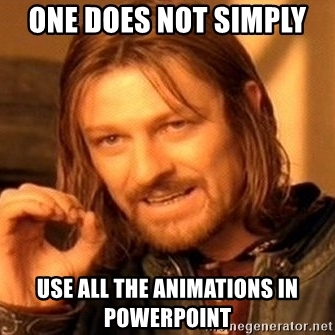 ONE DOES NOT SIMPLY
USE ALL THE ANIMATIONS IN
POWERPOINT
negenerator.net